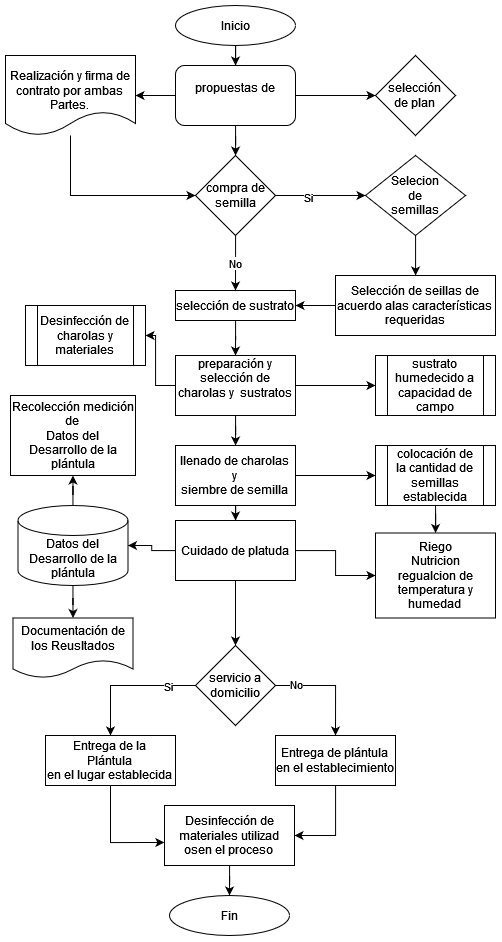 Inicio
Realización y firma de
contrato por ambas
Partes.
propuestas de
selección
de plan
compra de
semilla
Si
Selecion
de
semillas
No
selección de sustrato
Selección de seillas de
acuerdo alas características
requeridas
Desinfección de
charolas y
materiales
preparación y
selección de
charolas y sustratos
sustrato
humedecido a
capacidad de
campo
Recolección medición
de
Datos del
Desarrollo de la
plántula
llenado de charolas
y
siembre de semilla
colocación de
la cantidad de
semillas
establecida
Datos del
Desarrollo de la
plántula
Cuidado de platuda
Riego
Nutricion
regualcion de
temperatura y
humedad
Documentación de
los Reusltados
servicio a
domicilio
Si
No
Entrega de la
Plántula
en el lugar establecida
Entrega de plántula
en el establecimiento
Desinfección de
materiales utilizad
osen el proceso
Fin